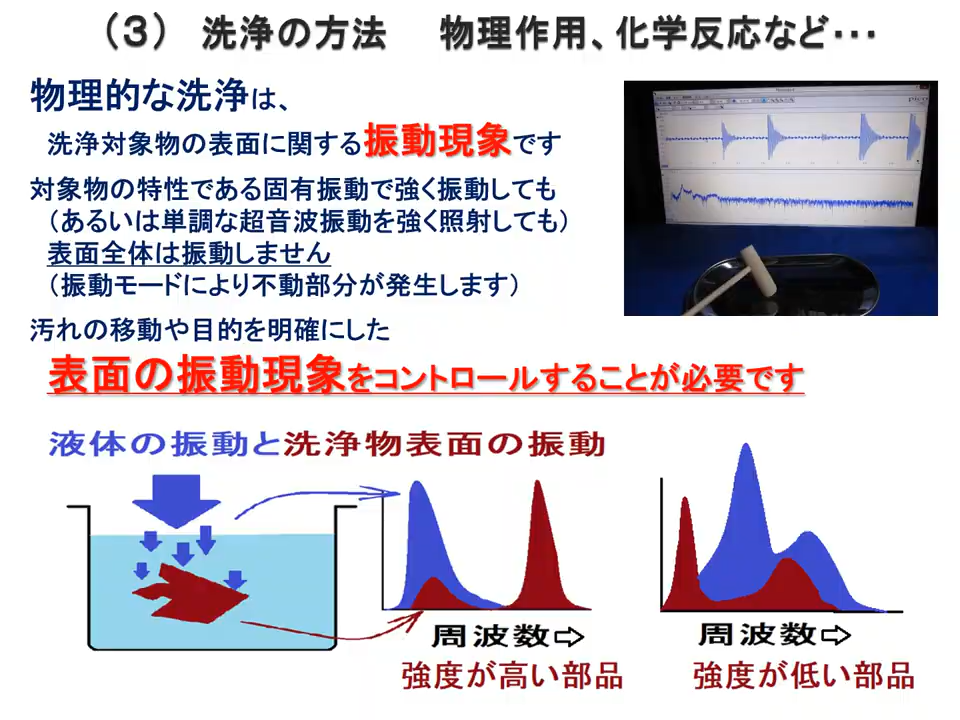 （３） 洗浄の方法 物理作用、化学反応など・・・
物理的な洗浄は、
洗浄対象物の表面に関する振動現象です
対象物の特性である固有振動で強く振動しても
（あるいは単調な超音波振動を強く照射しても）
表面全体は振動しません
（振動モードにより不動部分が発生します）
汚れの移動や目的を明確にした
表面の振動現象をコントロールすることが必要です
液体の振動と洗浄物表面の振動
周波数⇨
強度が高い部品
周波数⇨
強度が低い部品